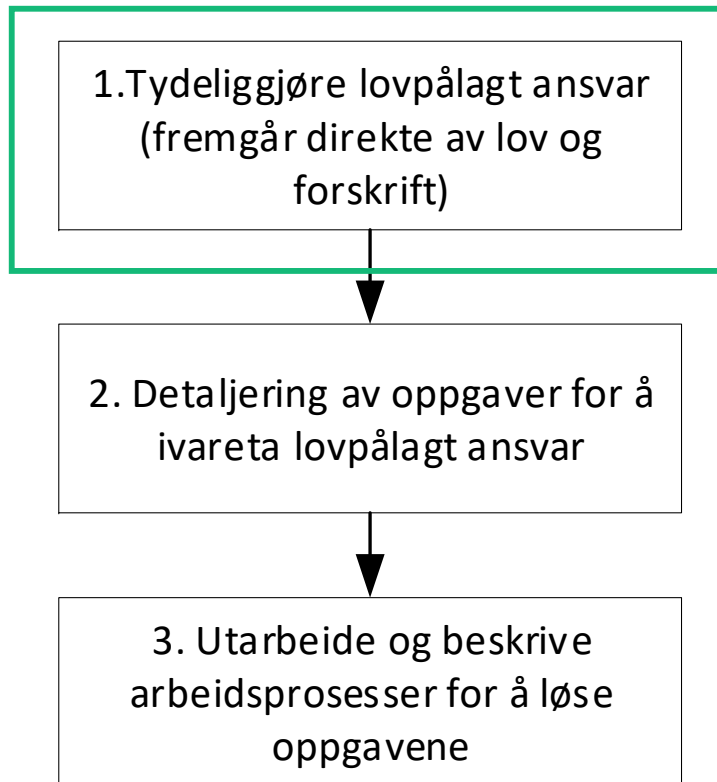 1.Tydeliggjøre lovpålagt ansvar
(fremgår direkte av lov og
forskrift)
2. Detaljering av oppgaver for å
ivareta lovpålagt ansvar
3. Utarbeide og beskrive
arbeidsprosesser for å løse
oppgavene